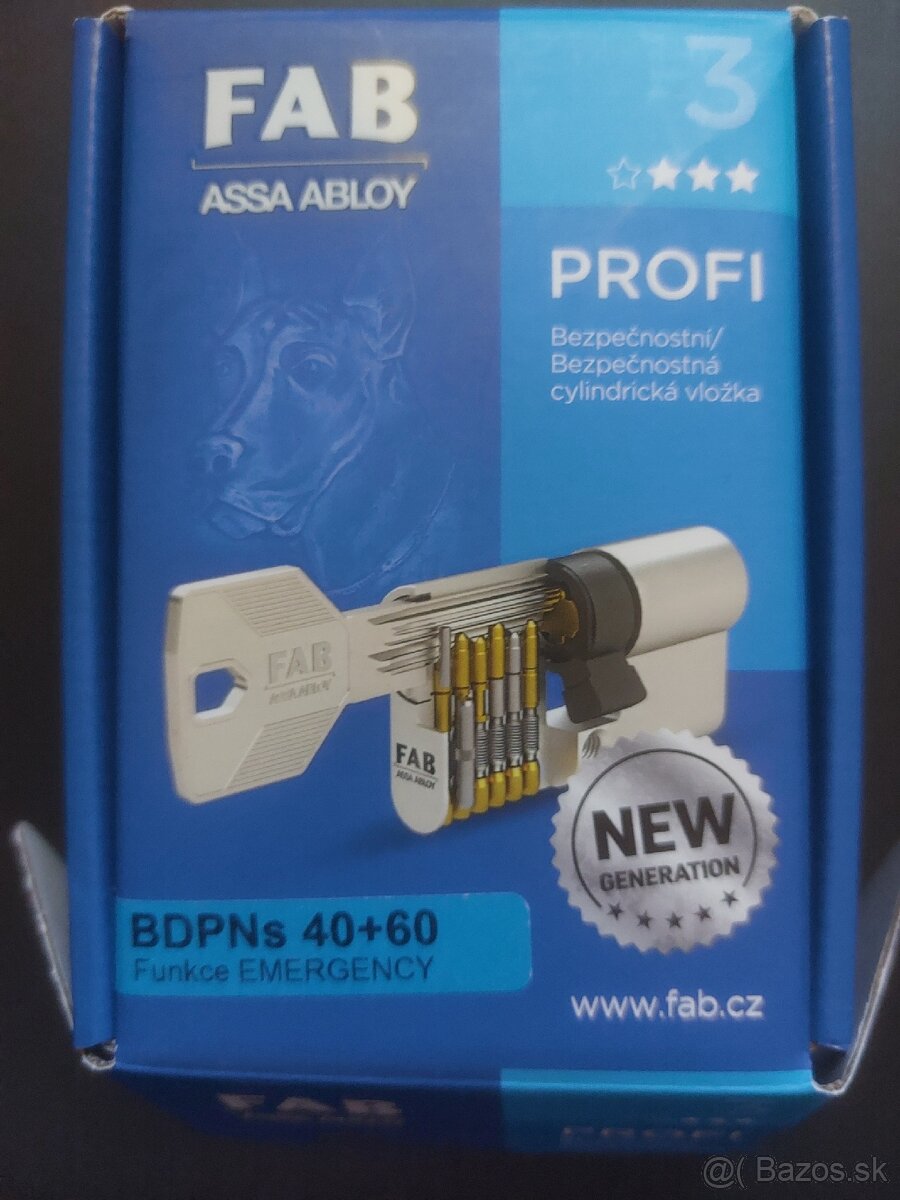 FAB
ASSA ABLOY
3
PROFI
Bezpečnostní/
Bezpečnostná
cylindrická vložka
FAB
ASSA ABLOY
FAB
ASSA ABLOY
NEW
GENERATION
BDPNs 40+60
Funkce EMERGENCY
www.fab.cz
FAB
PROFI
@( Bazos.sk